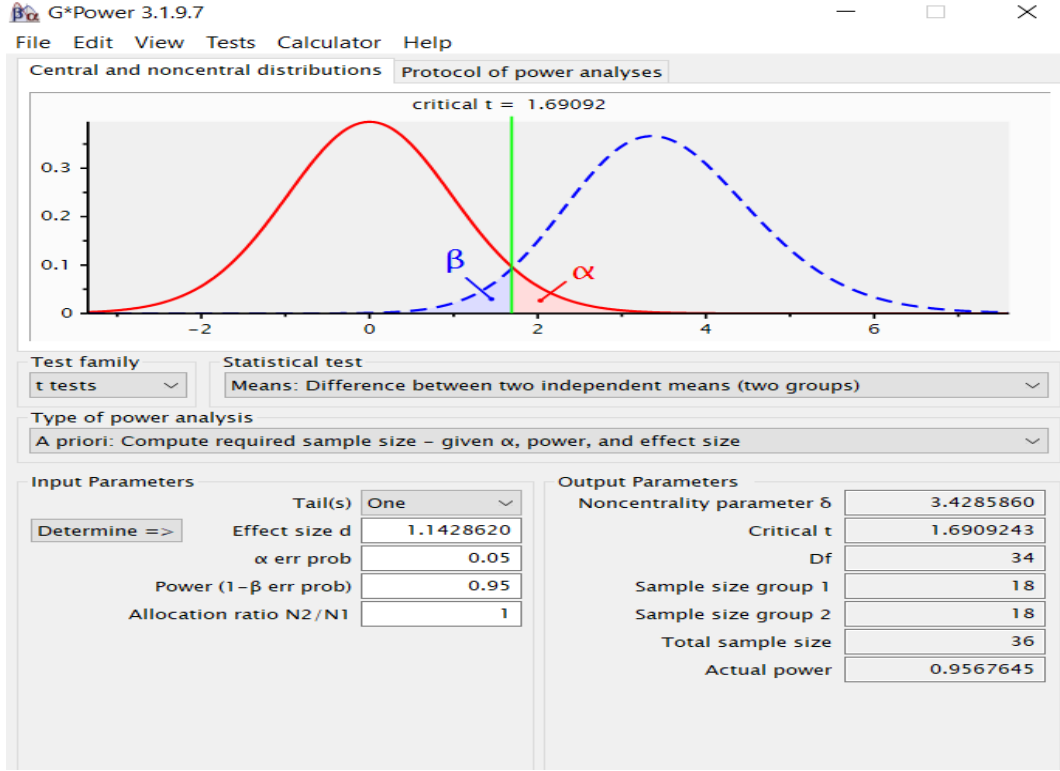 βα G*Power 3.1.9.7
File Edit View Tests Calculator Help
Central and noncentral distributions Protocol of power analyses
critical t = 1.69092
0.3
0.2
0.1
0
β
α
−2 0 2 4 6
Test family
t tests
Statistical test
Means: Difference between two independent means (two groups)
Type of power analysis
A priori: Compute required sample size – given α, power, and effect size
Input Parameters
Tail(s) One
Determine => Effect size d 1.1428620
α err prob 0.05
Power (1–β err prob) 0.95
Allocation ratio N2/N1 1
Output Parameters
Noncentrality parameter δ 3.4285860
Critical t 1.6909243
Df 34
Sample size group 1 18
Sample size group 2 18
Total sample size 36
Actual power 0.9567645